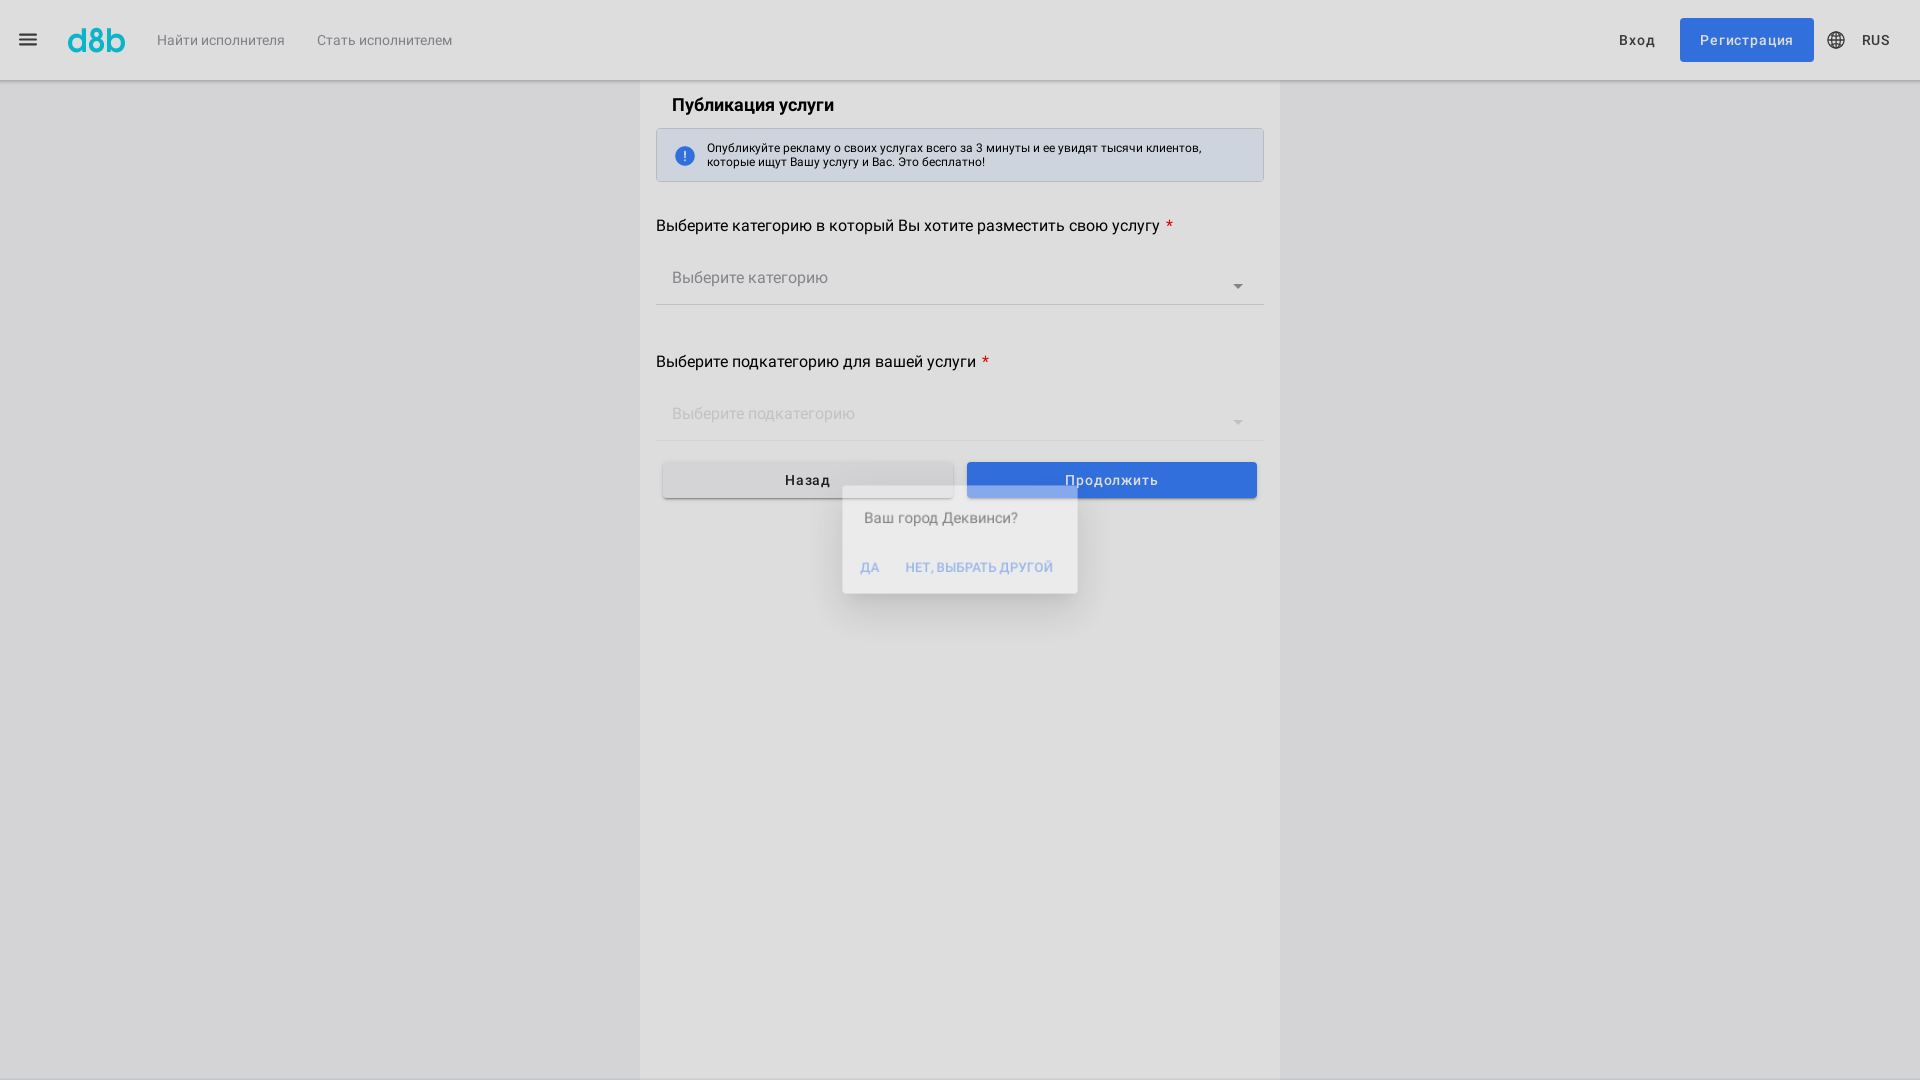 d8b
Найти исполнителя
Стать исполнителем
Вход
Регистрация
RUS
Публикация услуги
Опубликуйте рекламу о своих услугах всего за 3 минуты и ее увидят тысячи клиентов,
которые ищут Вашу услугу и Вас. Это бесплатно!
Выберите категорию в который Вы хотите разместить свою услугу *
Выберите категорию
Выберите подкатегорию для вашей услуги *
Выберите подкатегорию
Назад
Продолжить
Ваш город Деквинси?
ДА
НЕТ, ВЫБРАТЬ ДРУГОЙ